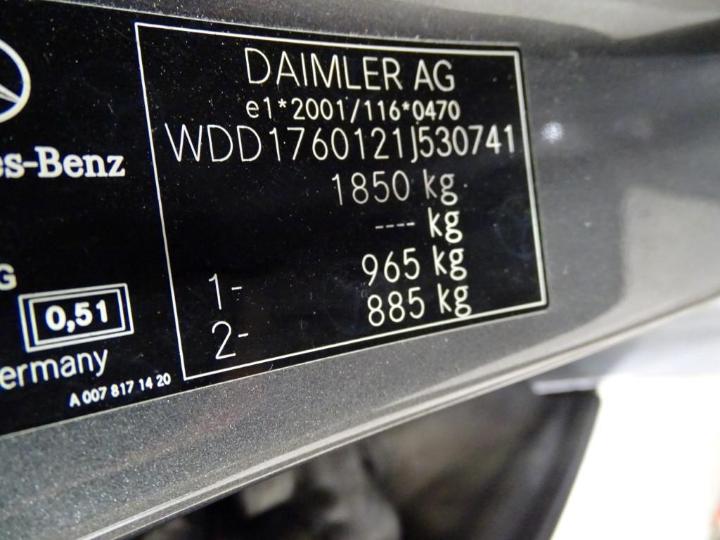 DAIMLER AG
e1*2001/116*0470
WDD1760121J530741
1850 kg
---- kg
1- 965 kg
2- 885 kg
es-Benz
G
0,51
ermany
A 007 817 14 20